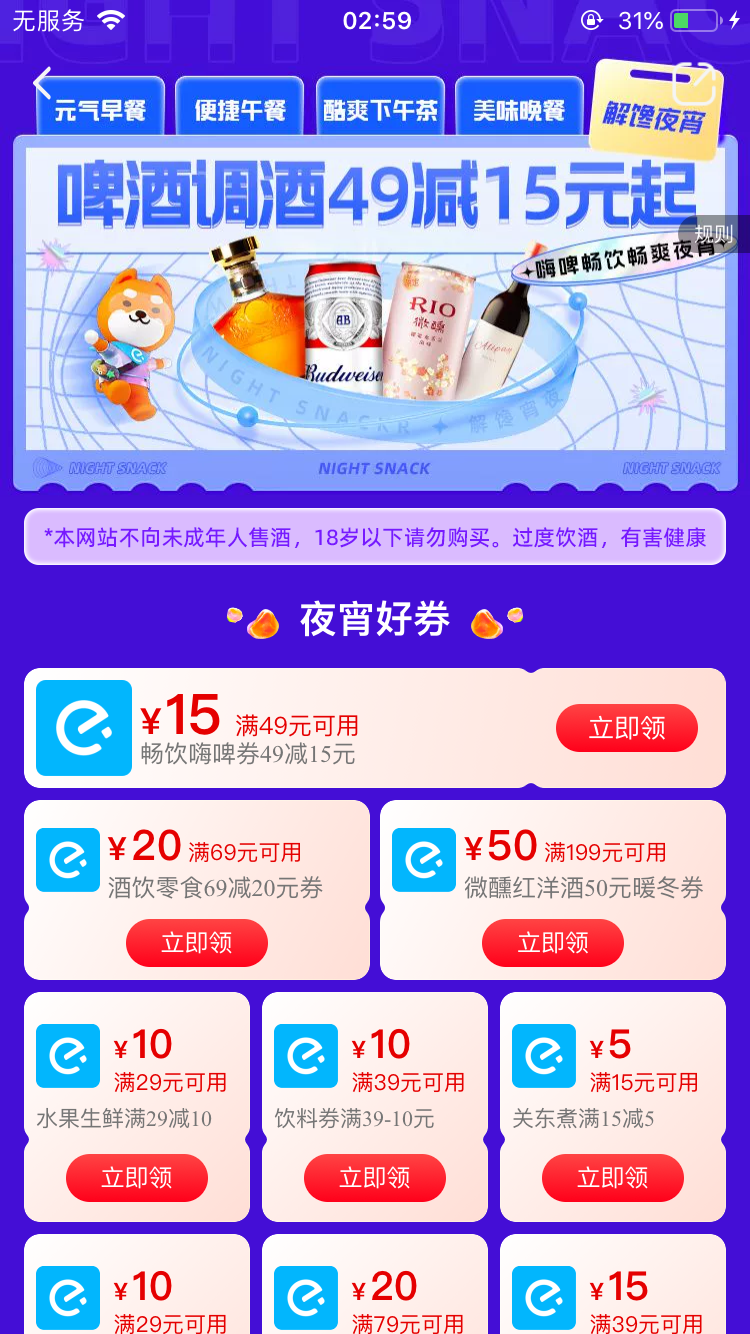 无服务
02:59
31%
元气早餐
便捷午餐
酷爽下午茶
美味晚餐
解馋夜宵
啤酒调酒49减15元起
规则
嗨啤畅饮畅爽夜宵
AB
Budweiser
RIO
微醺
NIGHT SNACK
解馋宵夜
NIGHT SNACK
NIGHT SNACK
NIGHT SNACK
*本网站不向未成年人售酒，18岁以下请勿购买。过度饮酒，有害健康
夜宵好券
¥15 满49元可用
畅饮嗨啤券49减15元
立即领
¥20 满69元可用
酒饮零食69减20元券
立即领
¥50 满199元可用
微醺红洋酒50元暖冬券
立即领
¥10
满29元可用
水果生鲜满29减10
立即领
¥10
满39元可用
饮料券满39-10元
立即领
¥5
满15元可用
关东煮满15减5
立即领
¥10
满29元可用
¥20
满79元可用
¥15
满39元可用